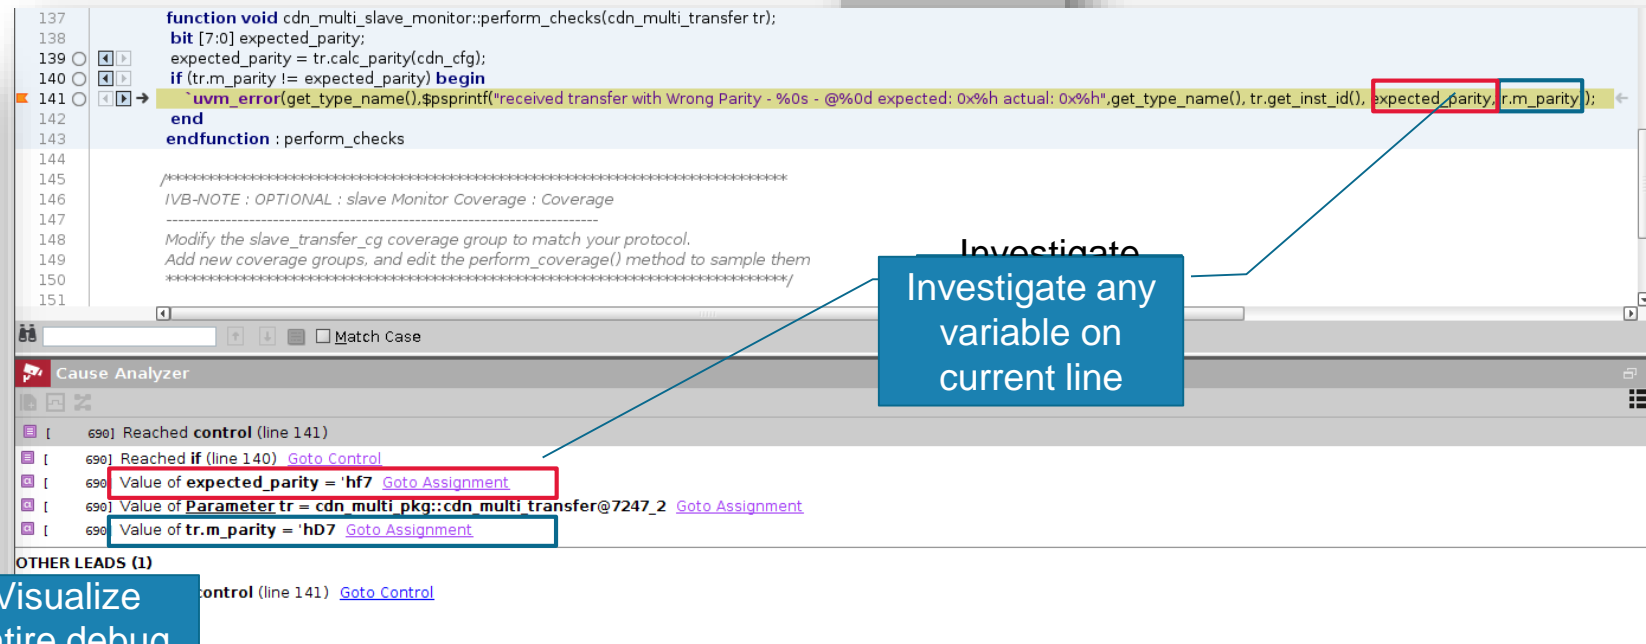 137 function void cdn_multi_slave_monitor::perform_checks(cdn_multi_transfer tr);
138 bit [7:0] expected_parity;
139 expected_parity = tr.calc_parity(cdn_cfg);
140 if (tr.m_parity != expected_parity) begin
141 `uvm_error(get_type_name(),$psprintf("received transfer with Wrong Parity - %0s - @%0d expected: 0x%h actual: 0x%h",get_type_name(), tr.get_inst_id(), expected_parity, r.m_parity));
142 end
143 endfunction : perform_checks
144
145 /******************************************************************************
146 IVB-NOTE : OPTIONAL : slave Monitor Coverage : Coverage
147 -------------------------------------------------------------------------
148 Modify the slave_transfer_cg coverage group to match your protocol.
149 Add new coverage groups, and edit the perform_coverage() method to sample them
150 ******************************************************************************/
151
Investigate
Investigate any
variable on
current line
Match Case
Cause Analyzer
[ 690] Reached control (line 141)
[ 690] Reached if (line 140) Goto Control
[ 690 Value of expected_parity = 'hf7 Goto Assignment
[ 690] Value of Parameter tr = cdn_multi_pkg::cdn_multi_transfer@7247_2 Goto Assignment
[ 690 Value of tr.m_parity = 'hD7 Goto Assignment
OTHER LEADS (1)
control (line 141) Goto Control
Visualize
tire debug